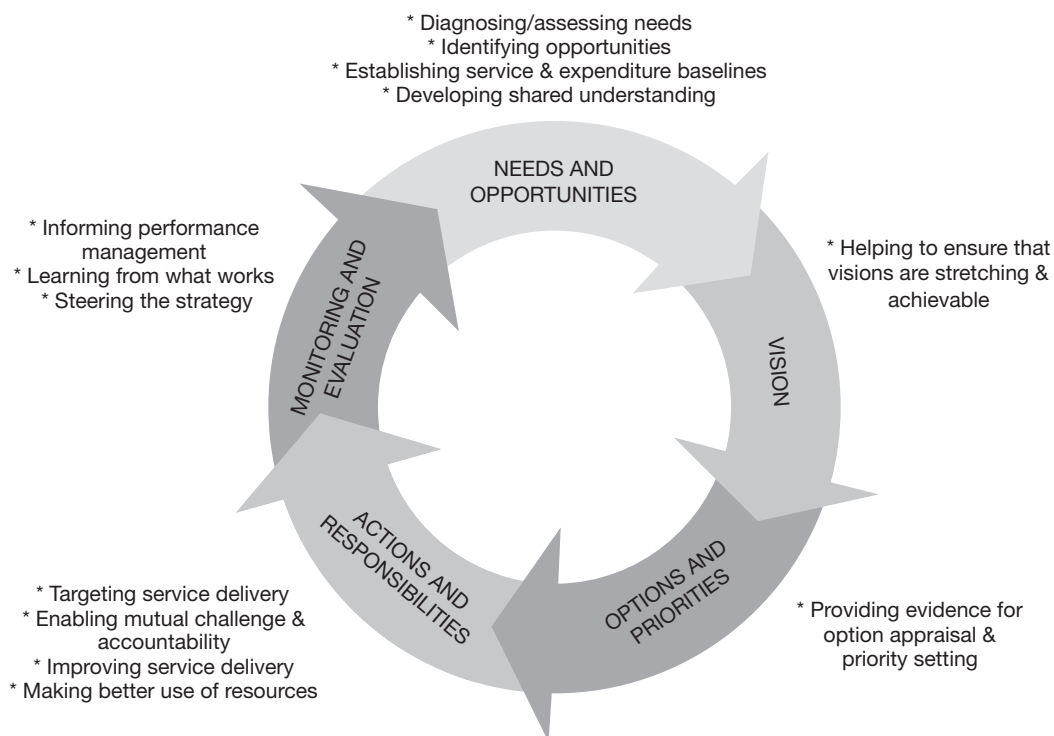 * Diagnosing/assessing needs
* Identifying opportunities
* Establishing service & expenditure baselines
* Developing shared understanding
NEEDS AND
OPPORTUNITIES
* Helping to ensure that
visions are stretching &
achievable
VISION
* Providing evidence for
option appraisal &
priority setting
OPTIONS AND
PRIORITIES
* Targeting service delivery
* Enabling mutual challenge &
accountability
* Improving service delivery
* Making better use of resources
ACTIONS AND
RESPONSIBILITIES
* Informing performance
management
* Learning from what works
* Steering the strategy
MONITORING AND
EVALUATION